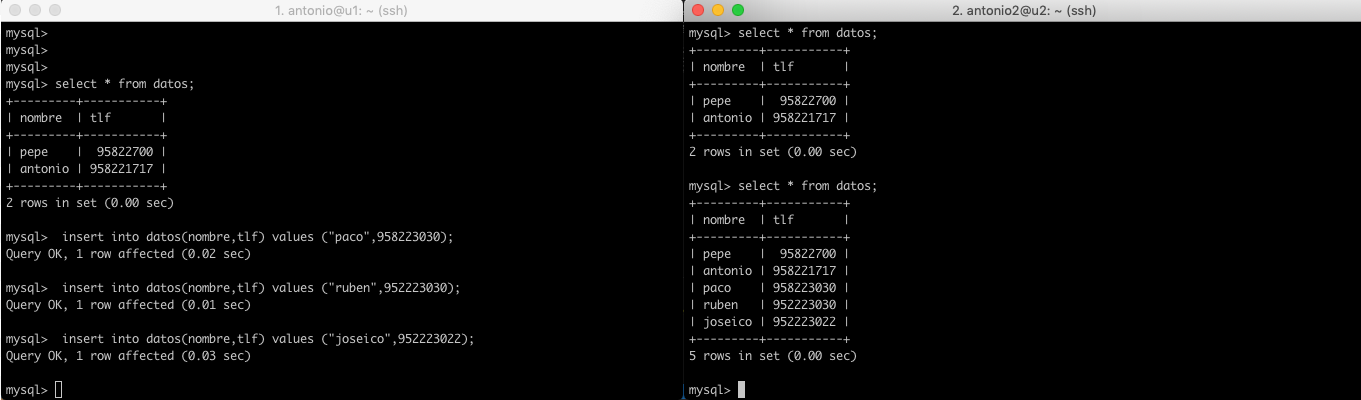 1. antonio@u1: ~ (ssh)
mysql>
mysql>
mysql>
mysql> select * from datos;
+---------+-----------+
| nombre  | tlf       |
+---------+-----------+
| pepe    |  95822700 |
| antonio | 958221717 |
+---------+-----------+
2 rows in set (0.00 sec)
mysql>  insert into datos(nombre,tlf) values ("paco",958223030);
Query OK, 1 row affected (0.02 sec)
mysql>  insert into datos(nombre,tlf) values ("ruben",952223030);
Query OK, 1 row affected (0.01 sec)
mysql>  insert into datos(nombre,tlf) values ("joseico",952223022);
Query OK, 1 row affected (0.03 sec)
mysql>
2. antonio2@u2: ~ (ssh)
mysql> select * from datos;
+---------+-----------+
| nombre  | tlf       |
+---------+-----------+
| pepe    |  95822700 |
| antonio | 958221717 |
+---------+-----------+
2 rows in set (0.00 sec)
mysql> select * from datos;
+---------+-----------+
| nombre  | tlf       |
+---------+-----------+
| pepe    |  95822700 |
| antonio | 958221717 |
| paco    | 958223030 |
| ruben   | 952223030 |
| joseico | 952223022 |
+---------+-----------+
5 rows in set (0.00 sec)
mysql>